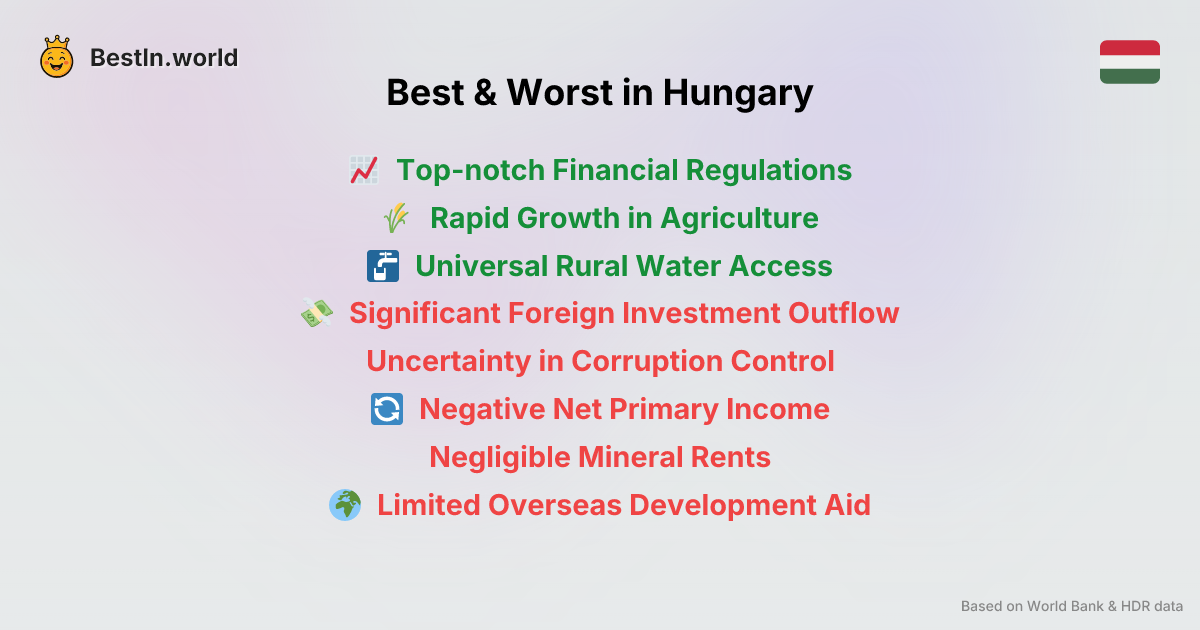 BestIn.world
Best & Worst in Hungary
Top-notch Financial Regulations
Rapid Growth in Agriculture
Universal Rural Water Access
Significant Foreign Investment Outflow
Uncertainty in Corruption Control
Negative Net Primary Income
Negligible Mineral Rents
Limited Overseas Development Aid
Based on World Bank & HDR data